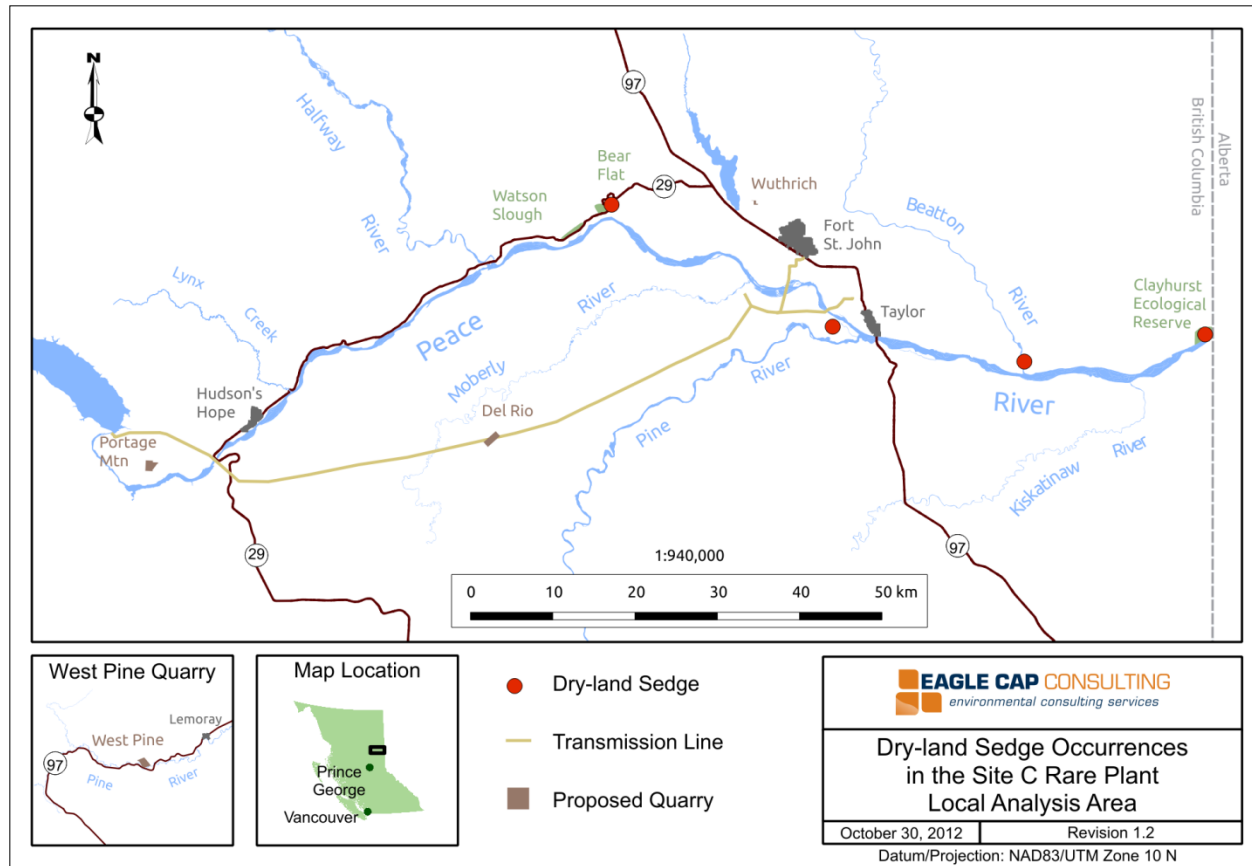 N
97
Halfway
River
Bear
Flat
29
Wuthrich
Watson
Slough
Fort
St. John
Beatton
River
British Columbia
Alberta
Lynx
Creek
Peace
Moberly
River
Taylor
Clayhurst
Ecological
Reserve
River
Pine
River
Hudson's
Hope
Del Rio
Portage
Mtn
Kiskatinaw
River
29
97
1:940,000
0 10 20 30 40 50 km
West Pine Quarry
Lemoray
West Pine
97
Pine
River
Map Location
Prince
George
Vancouver
Dry-land Sedge
Transmission Line
Proposed Quarry
EAGLE CAP CONSULTING
environmental consulting services
Dry-land Sedge Occurrences
in the Site C Rare Plant
Local Analysis Area
October 30, 2012 Revision 1.2
Datum/Projection: NAD83/UTM Zone 10 N